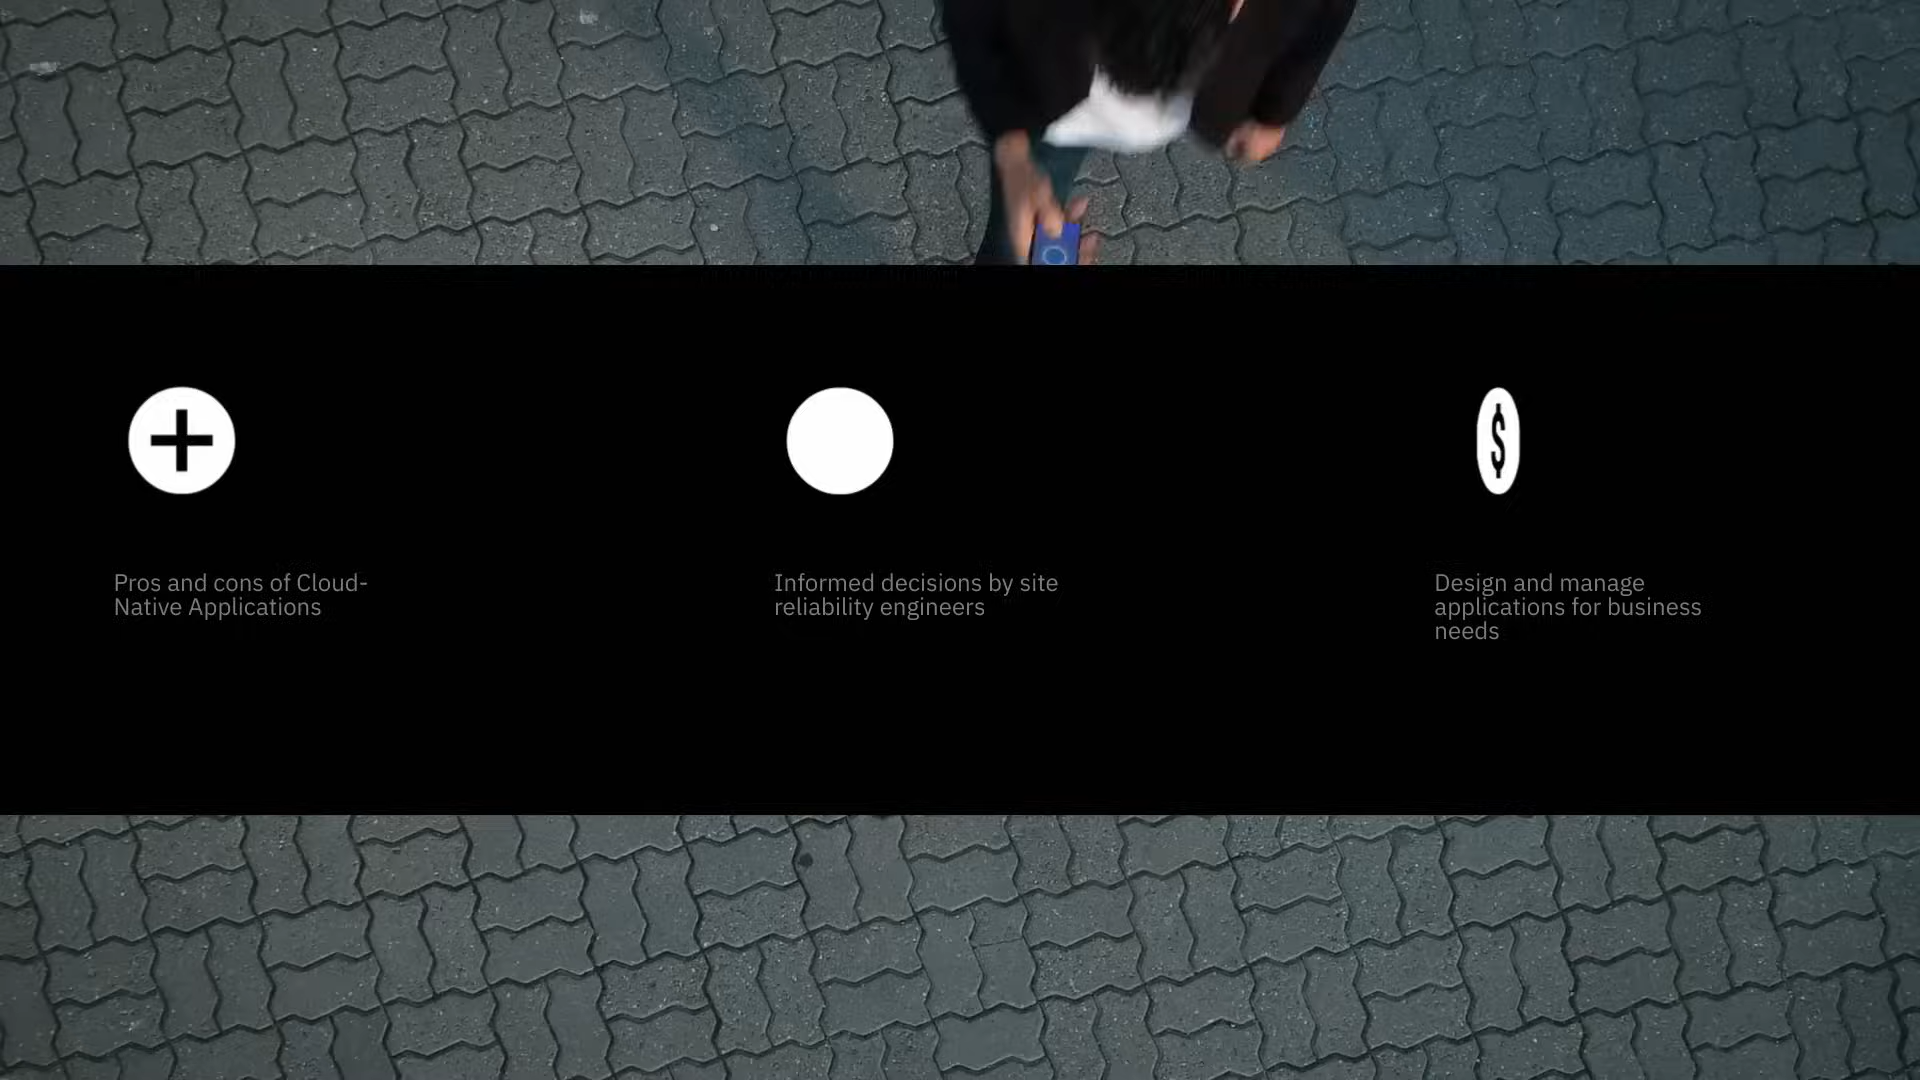 Pros and cons of Cloud-
Native Applications
Informed decisions by site
reliability engineers
$
Design and manage
applications for business
needs